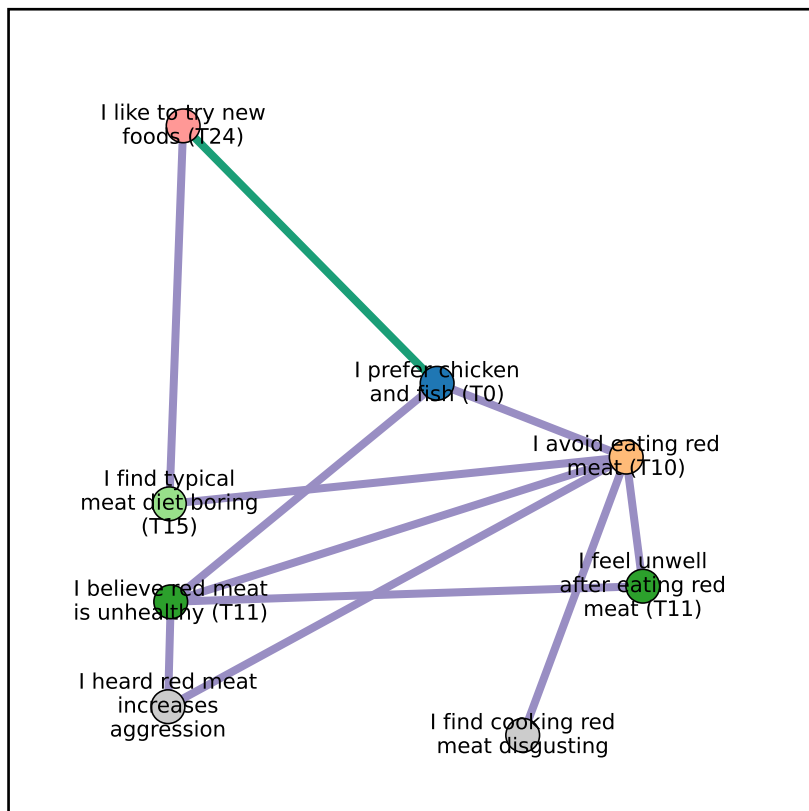 I like to try new
foods (T24)
I prefer chicken
and fish (T0)
I avoid eating red
meat (T10)
I find typical
meat diet boring
(T15)
I feel unwell
after eating red
meat (T11)
I believe red meat
is unhealthy (T11)
I heard red meat
increases
aggression
I find cooking red
meat disgusting